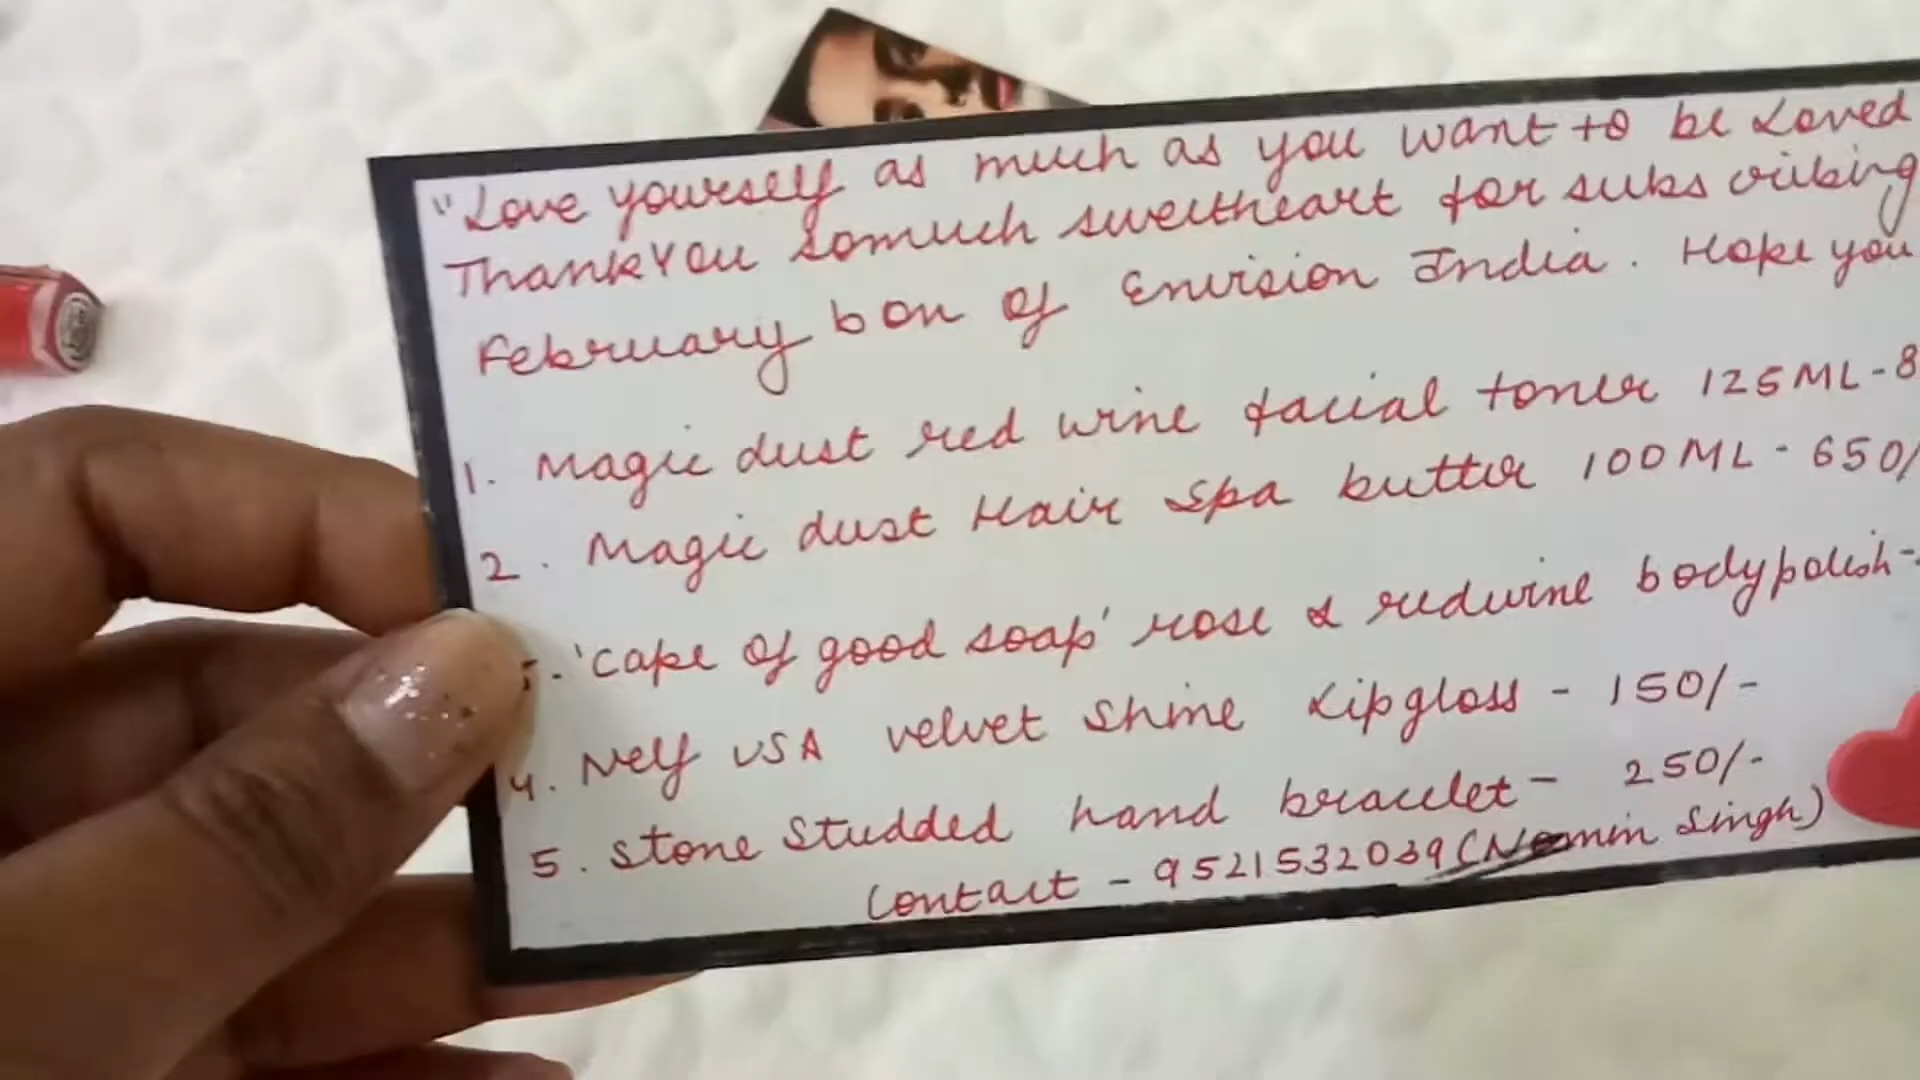 "Love yourself as much as you want to be Loved
ThankYou somuch sweetheart for subscribing
February box of Envision India. Hope you
1. Magic dust red wine facial toner 125ML-8
2. Magic dust Hair Spa butter 100ML - 650/
'cape of good soap' rose & redwine bodypolish-
4. Nelf USA velvet Shine Lipgloss - 150/-
5. Stone Studded hand bracelet - 250/-
Contact - 9521532039 (Singh)